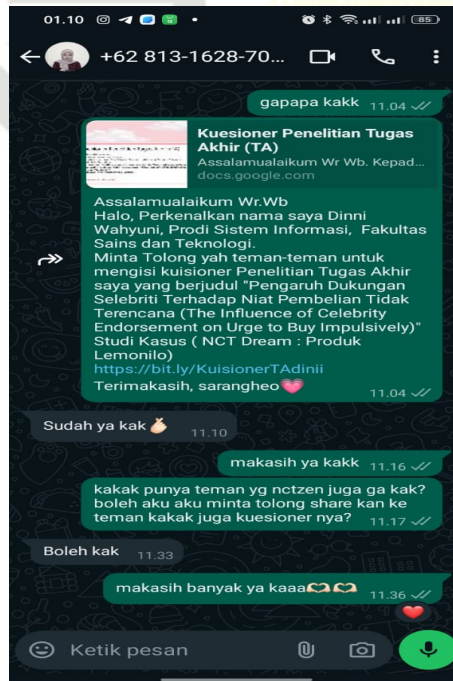 01.10
85
+62 813-1628-70...
gapapa kakk 11.04
Kuesioner Penelitian Tugas
Akhir (TA)
Assalamualaikum Wr Wb. Kepad...
docs.google.com
Assalamualaikum Wr.Wb
Halo, Perkenalkan nama saya Dinni
Wahyuni, Prodi Sistem Informasi, Fakultas
Sains dan Teknologi.
Minta Tolong yah teman-teman untuk
mengisi kuisioner Penelitian Tugas Akhir
saya yang berjudul "Pengaruh Dukungan
Selebriti Terhadap Niat Pembelian Tidak
Terencana (The Influence of Celebrity
Endorsement on Urge to Buy Impulsively)"
Studi Kasus ( NCT Dream : Produk
Lemonilo)
https://bit.ly/KuisionerTAdinii
Terimakasih, sarangheo💗
11.04
Sudah ya kak🫰🏻 11.10
makasih ya kakk 11.16
kakak punya teman yg nctzen juga ga kak?
boleh aku aku minta tolong share kan ke
teman kakak juga kuesioner nya? 11.17
Boleh kak 11.33
makasih banyak ya kaaa🫶🏻🫶🏻 11.36
❤️
Ketik pesan